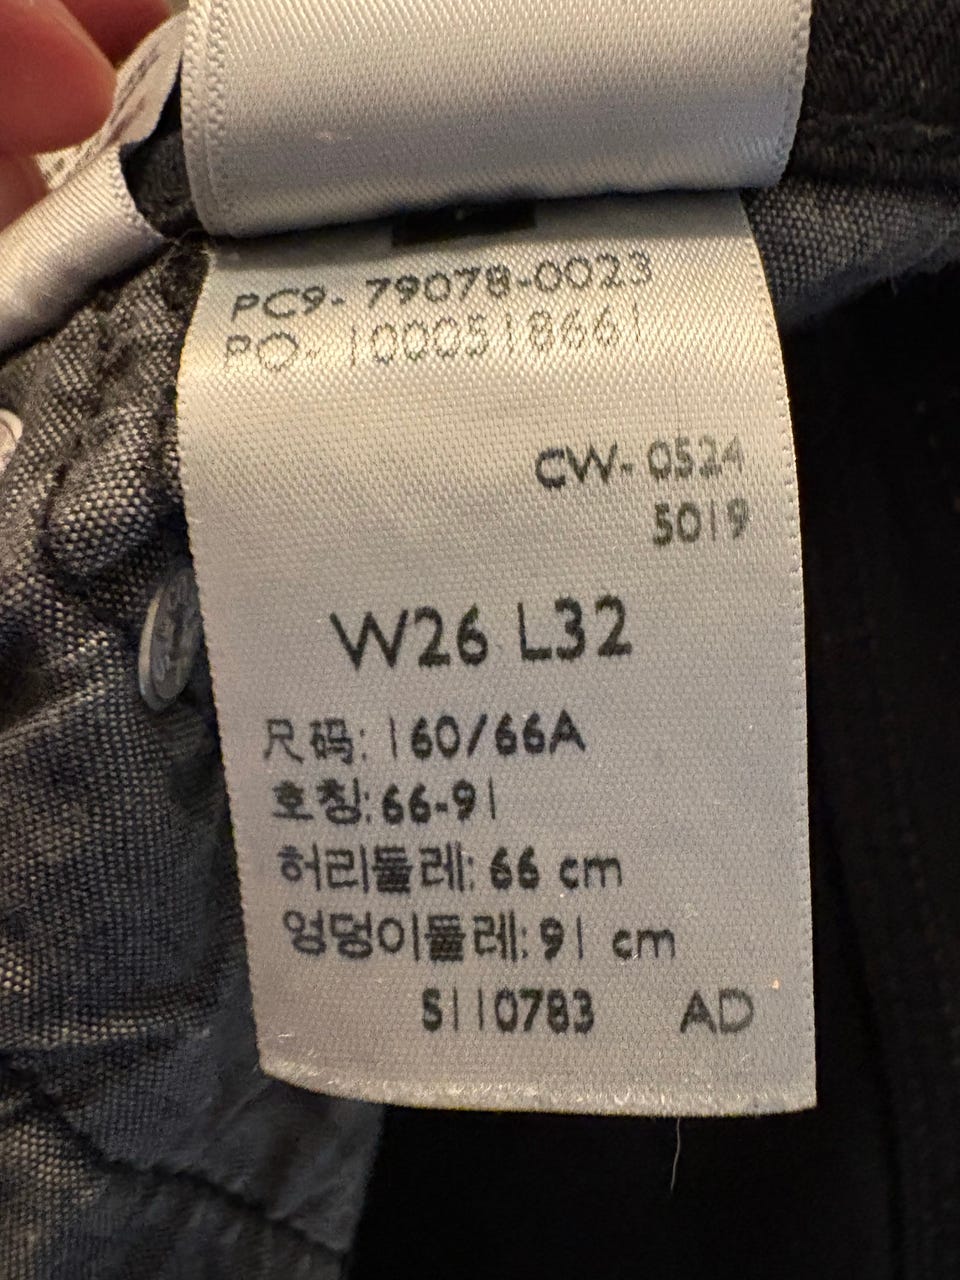 PC9- 79078-0023
PO- 1000518661
CW- 0524
5019
W26 L32
尺码: 160/66A
호칭: 66-91
허리둘레: 66 cm
엉덩이둘레: 91 cm
S110783 AD